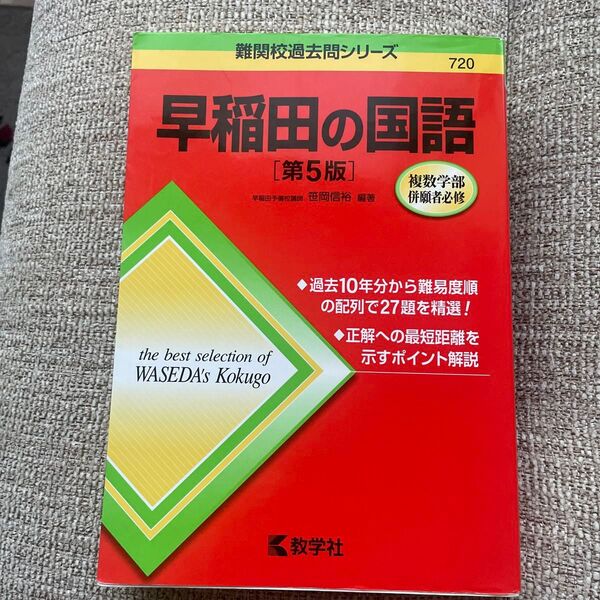 難関校過去問シリーズ
720
早稲田の国語
[第5版]
早稲田予備校講師 笹岡信裕 編著
複数学部
併願者必修
◆過去10年分から難易度順
の配列で27題を精選!
◆正解への最短距離を
示すポイント解説
the best selection of
WASEDA's Kokugo
教学社